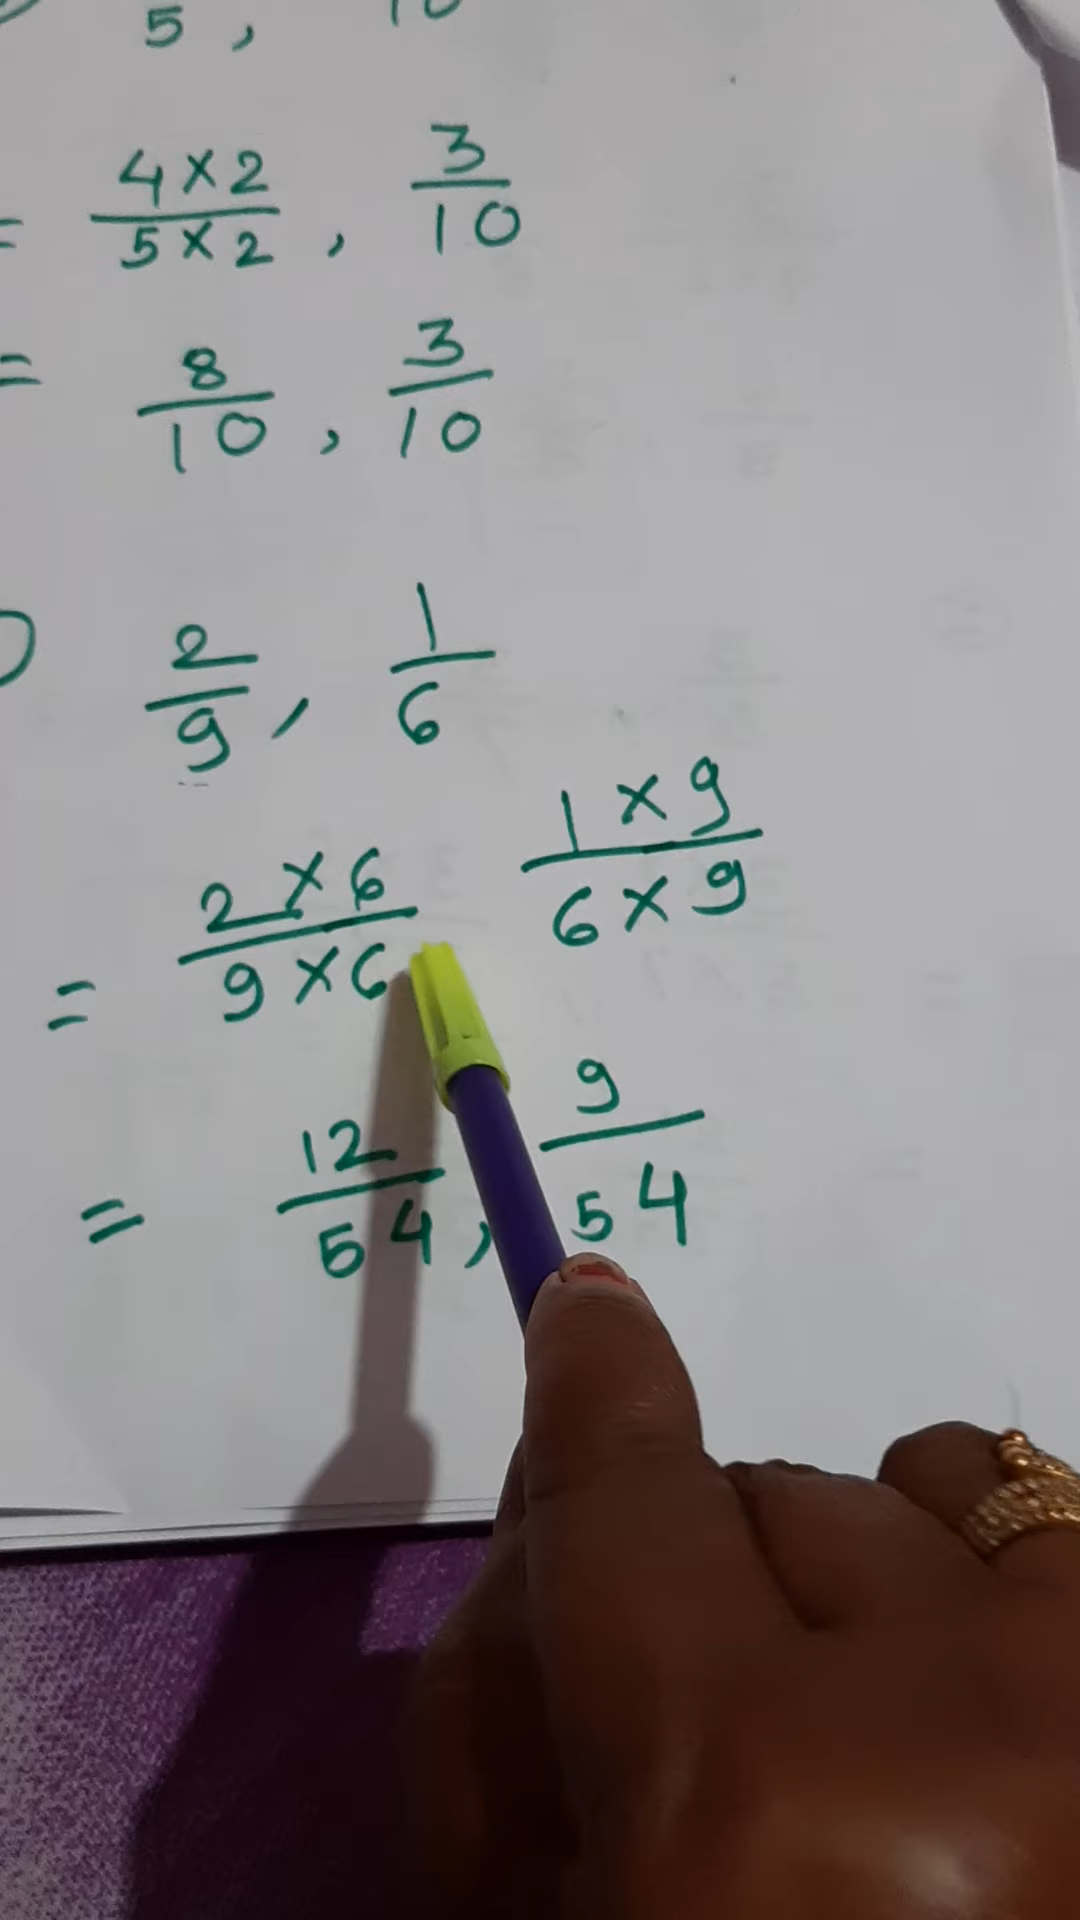 5 , 10
= 4 × 2 / 5 × 2 , 3 / 10
= 8 / 10 , 3 / 10
2 / 9 , 1 / 6
= 2 × 6 / 9 × 6 1 × 9 / 6 × 9
= 12 / 54 , 9 / 54